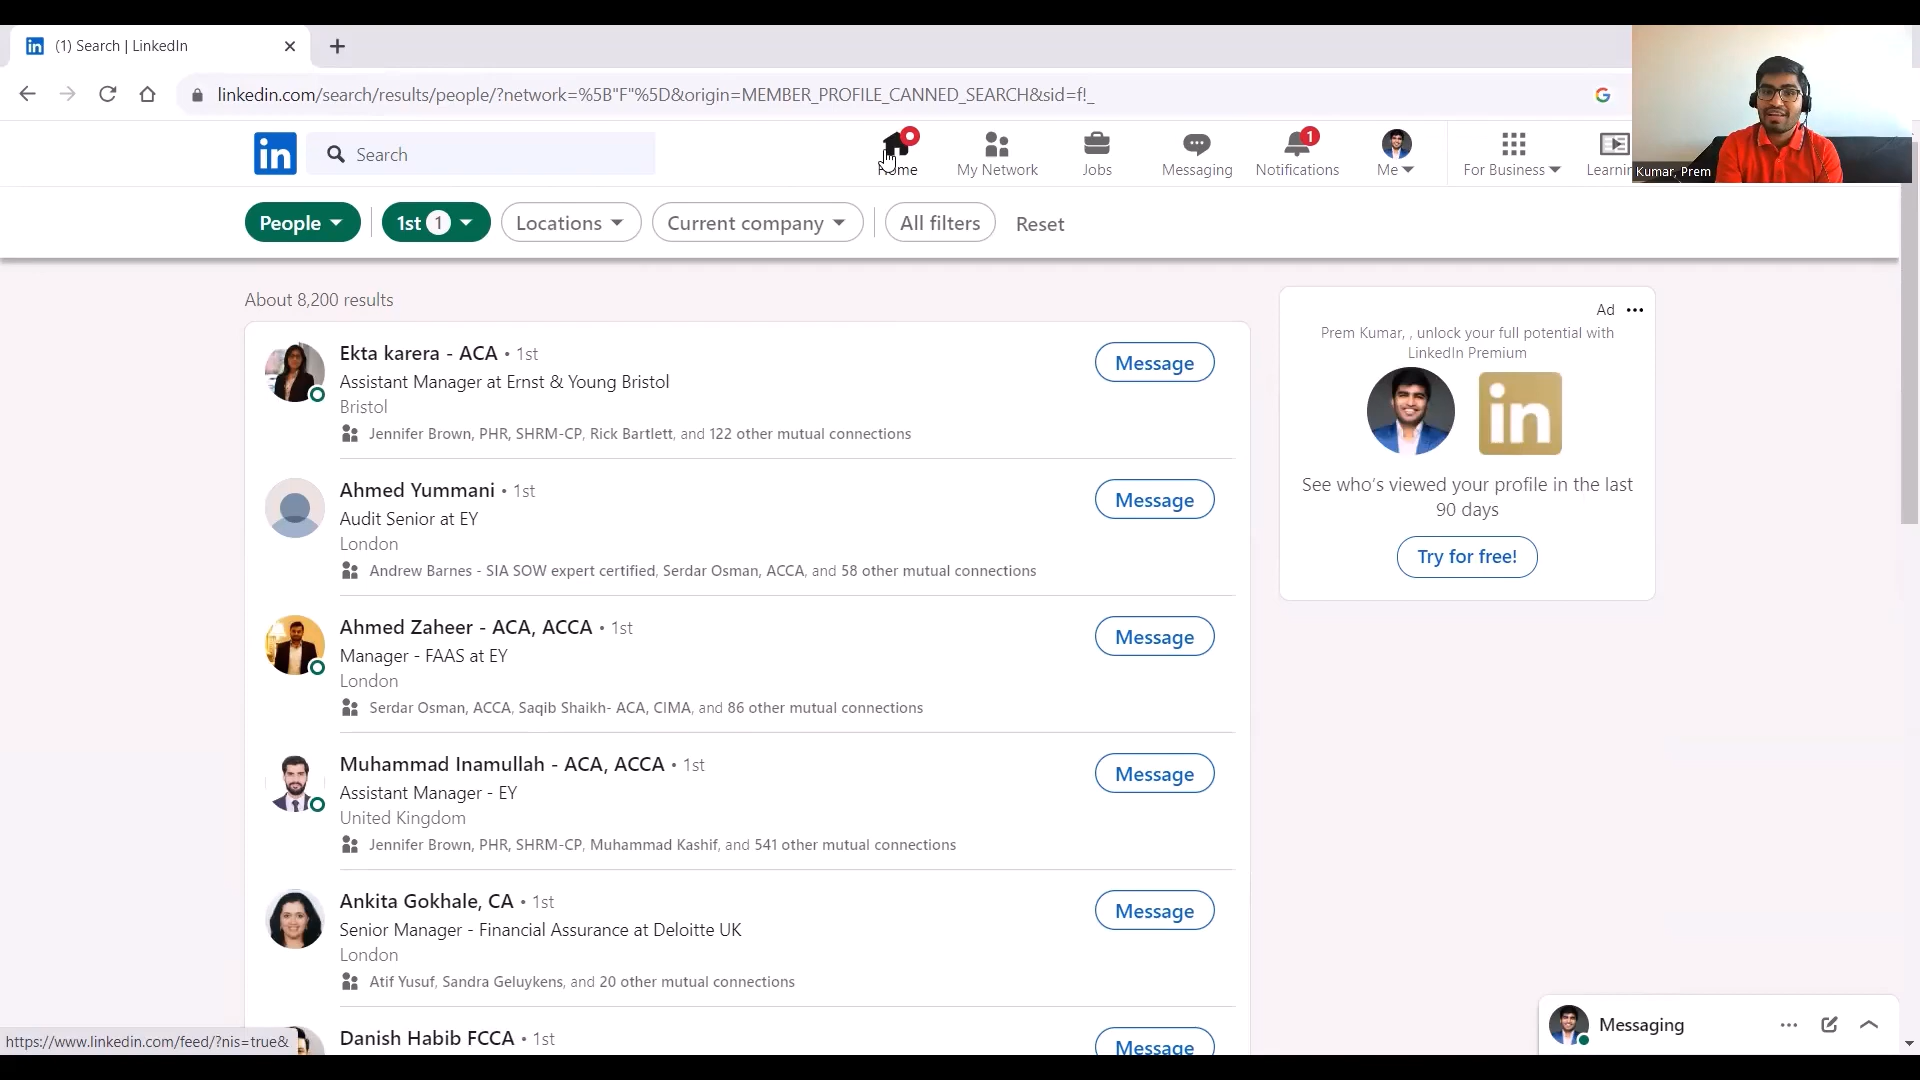 (1) Search | LinkedIn
linkedin.com/search/results/people/?network=%5B"F"%5D&origin=MEMBER_PROFILE_CANNED_SEARCH&sid=f!_
in
Search
Home
My Network
Jobs
Messaging
1
Notifications
Me
For Business
Learnin
Kumar, Prem
People
1st 1
Locations
Current company
All filters
Reset
About 8,200 results
Ekta karera - ACA • 1st
Assistant Manager at Ernst & Young Bristol
Bristol
Jennifer Brown, PHR, SHRM-CP, Rick Bartlett, and 122 other mutual connections
Message
Ahmed Yummani • 1st
Audit Senior at EY
London
Andrew Barnes - SIA SOW expert certified, Serdar Osman, ACCA, and 58 other mutual connections
Message
Ahmed Zaheer - ACA, ACCA • 1st
Manager - FAAS at EY
London
Serdar Osman, ACCA, Saqib Shaikh- ACA, CIMA, and 86 other mutual connections
Message
Muhammad Inamullah - ACA, ACCA • 1st
Assistant Manager - EY
United Kingdom
Jennifer Brown, PHR, SHRM-CP, Muhammad Kashif, and 541 other mutual connections
Message
Ankita Gokhale, CA • 1st
Senior Manager - Financial Assurance at Deloitte UK
London
Atif Yusuf, Sandra Geluykens, and 20 other mutual connections
Message
Danish Habib FCCA • 1st
Message
Ad
Prem Kumar, , unlock your full potential with
LinkedIn Premium
in
See who's viewed your profile in the last
90 days
Try for free!
Messaging
https://www.linkedin.com/feed/?nis=true&